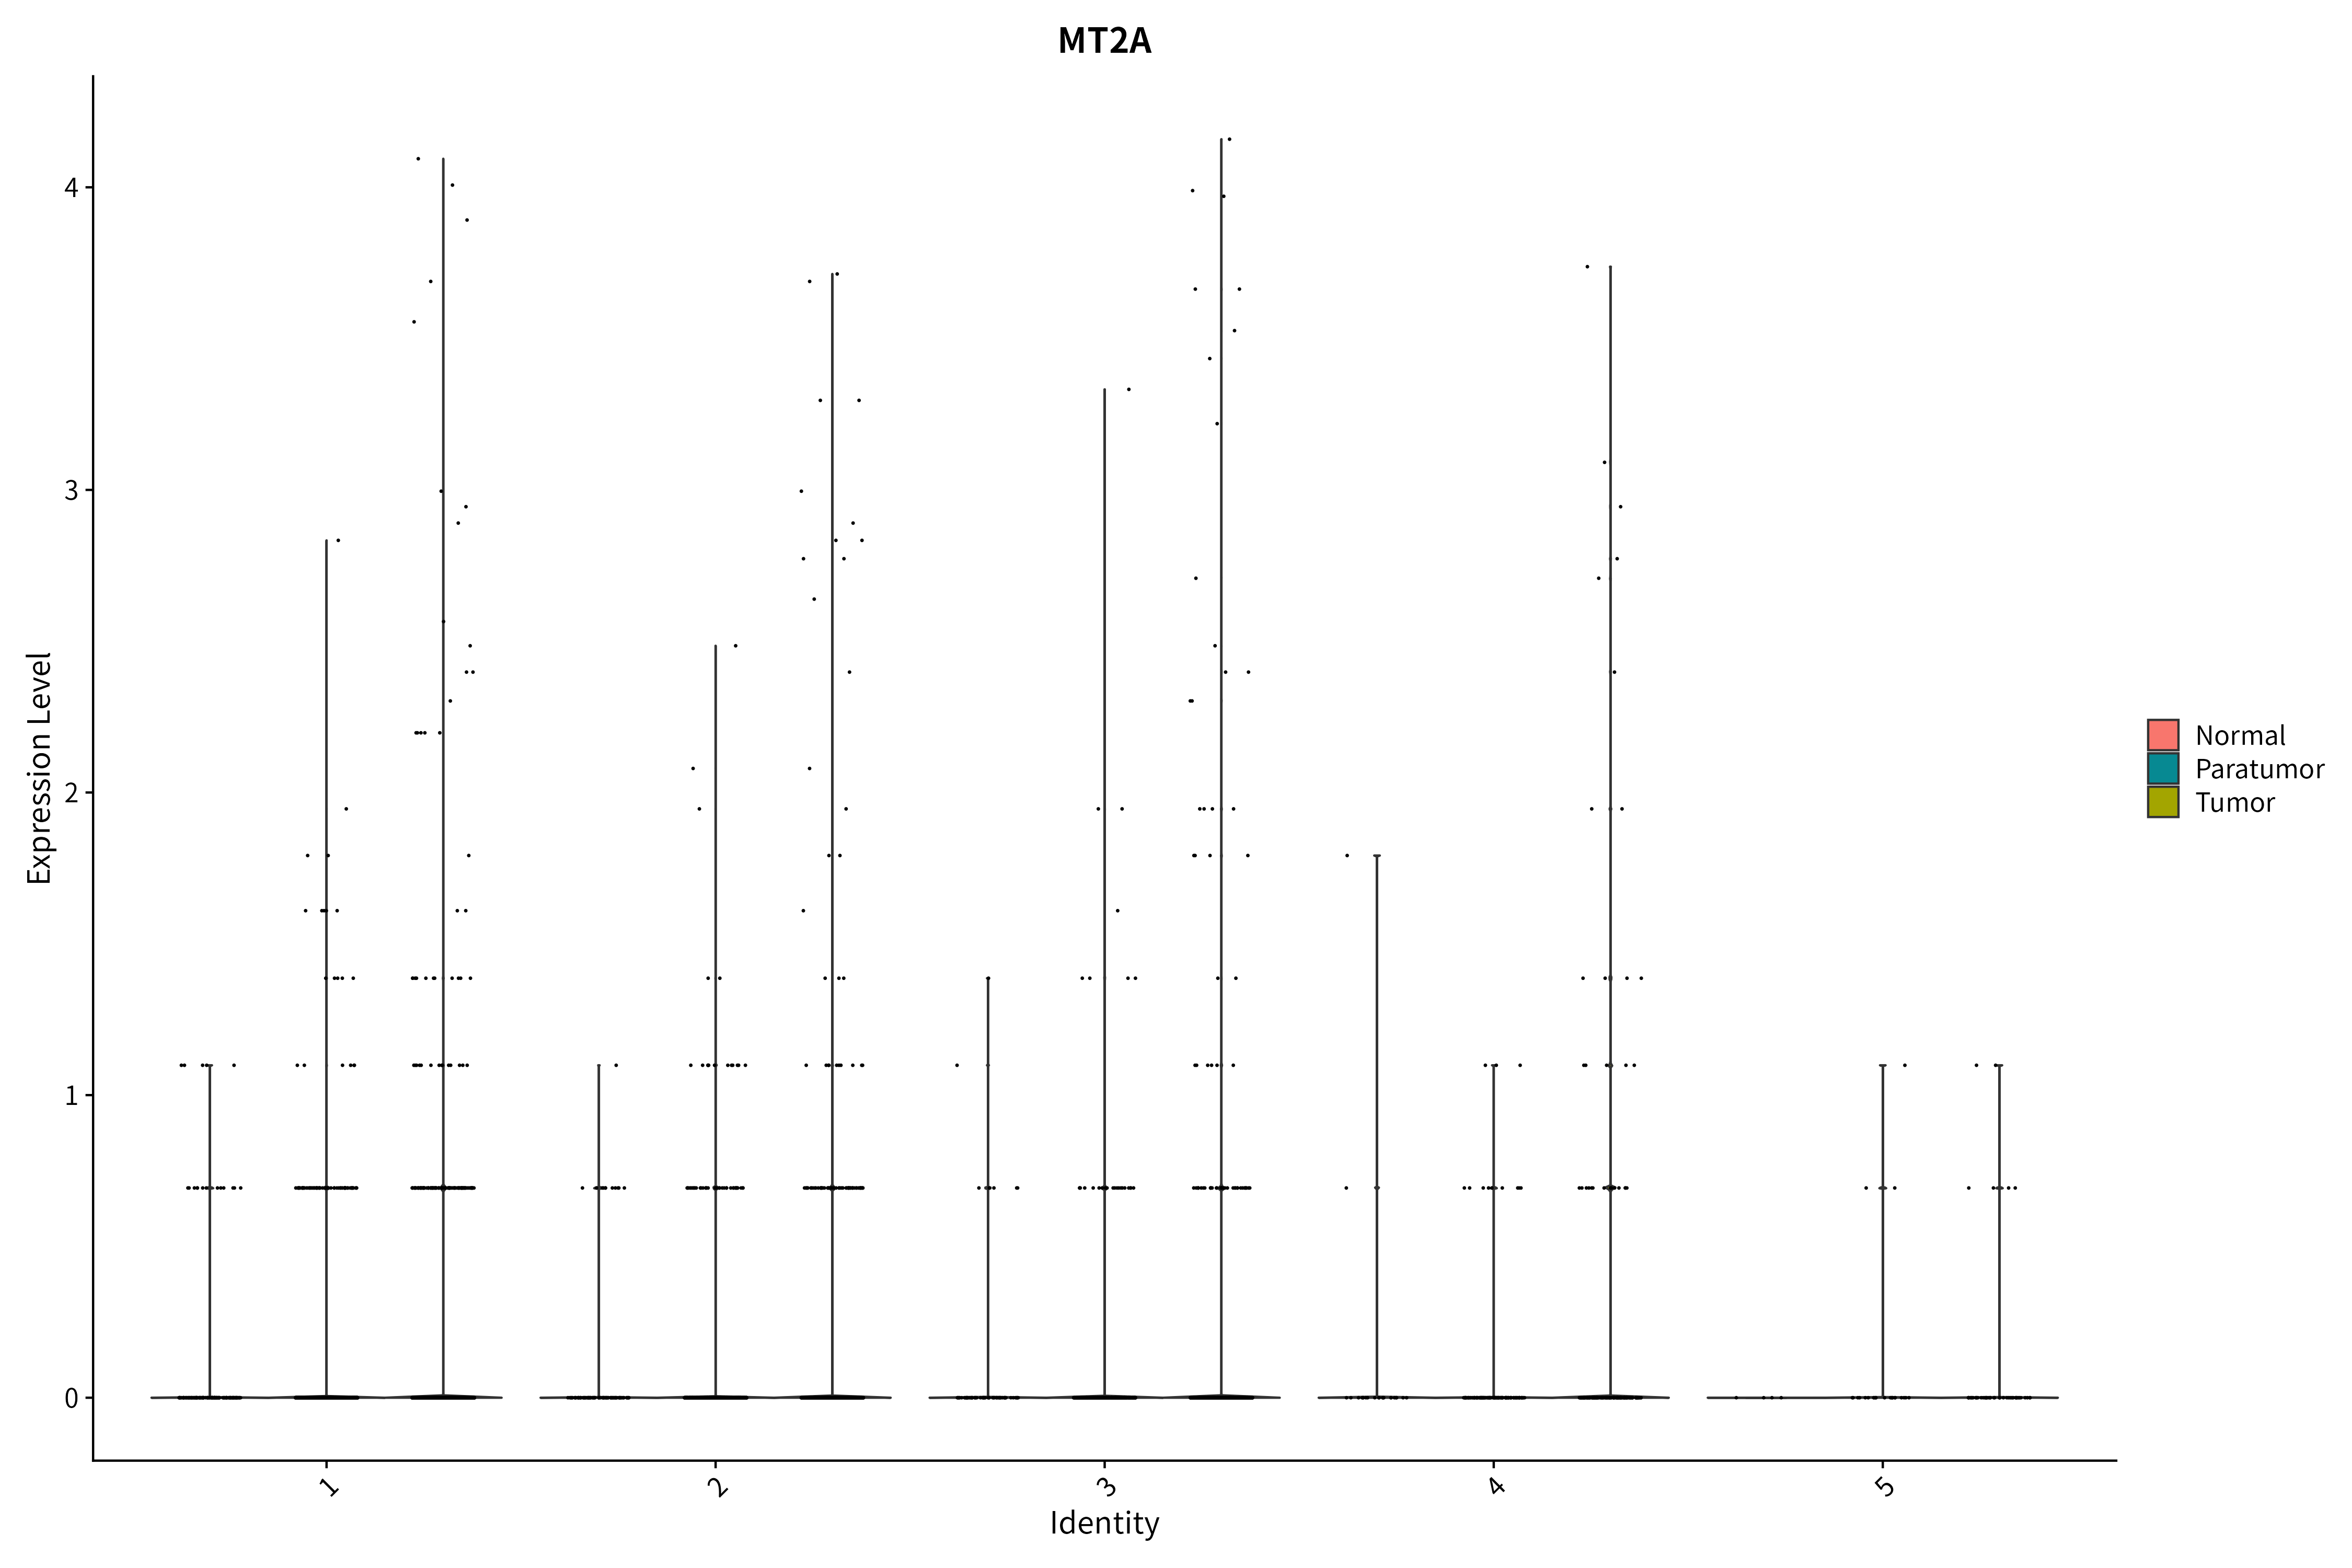 MT2A
Expression Level
4
3
2
1
0
1
2
3
4
5
Identity
Normal
Paratumor
Tumor